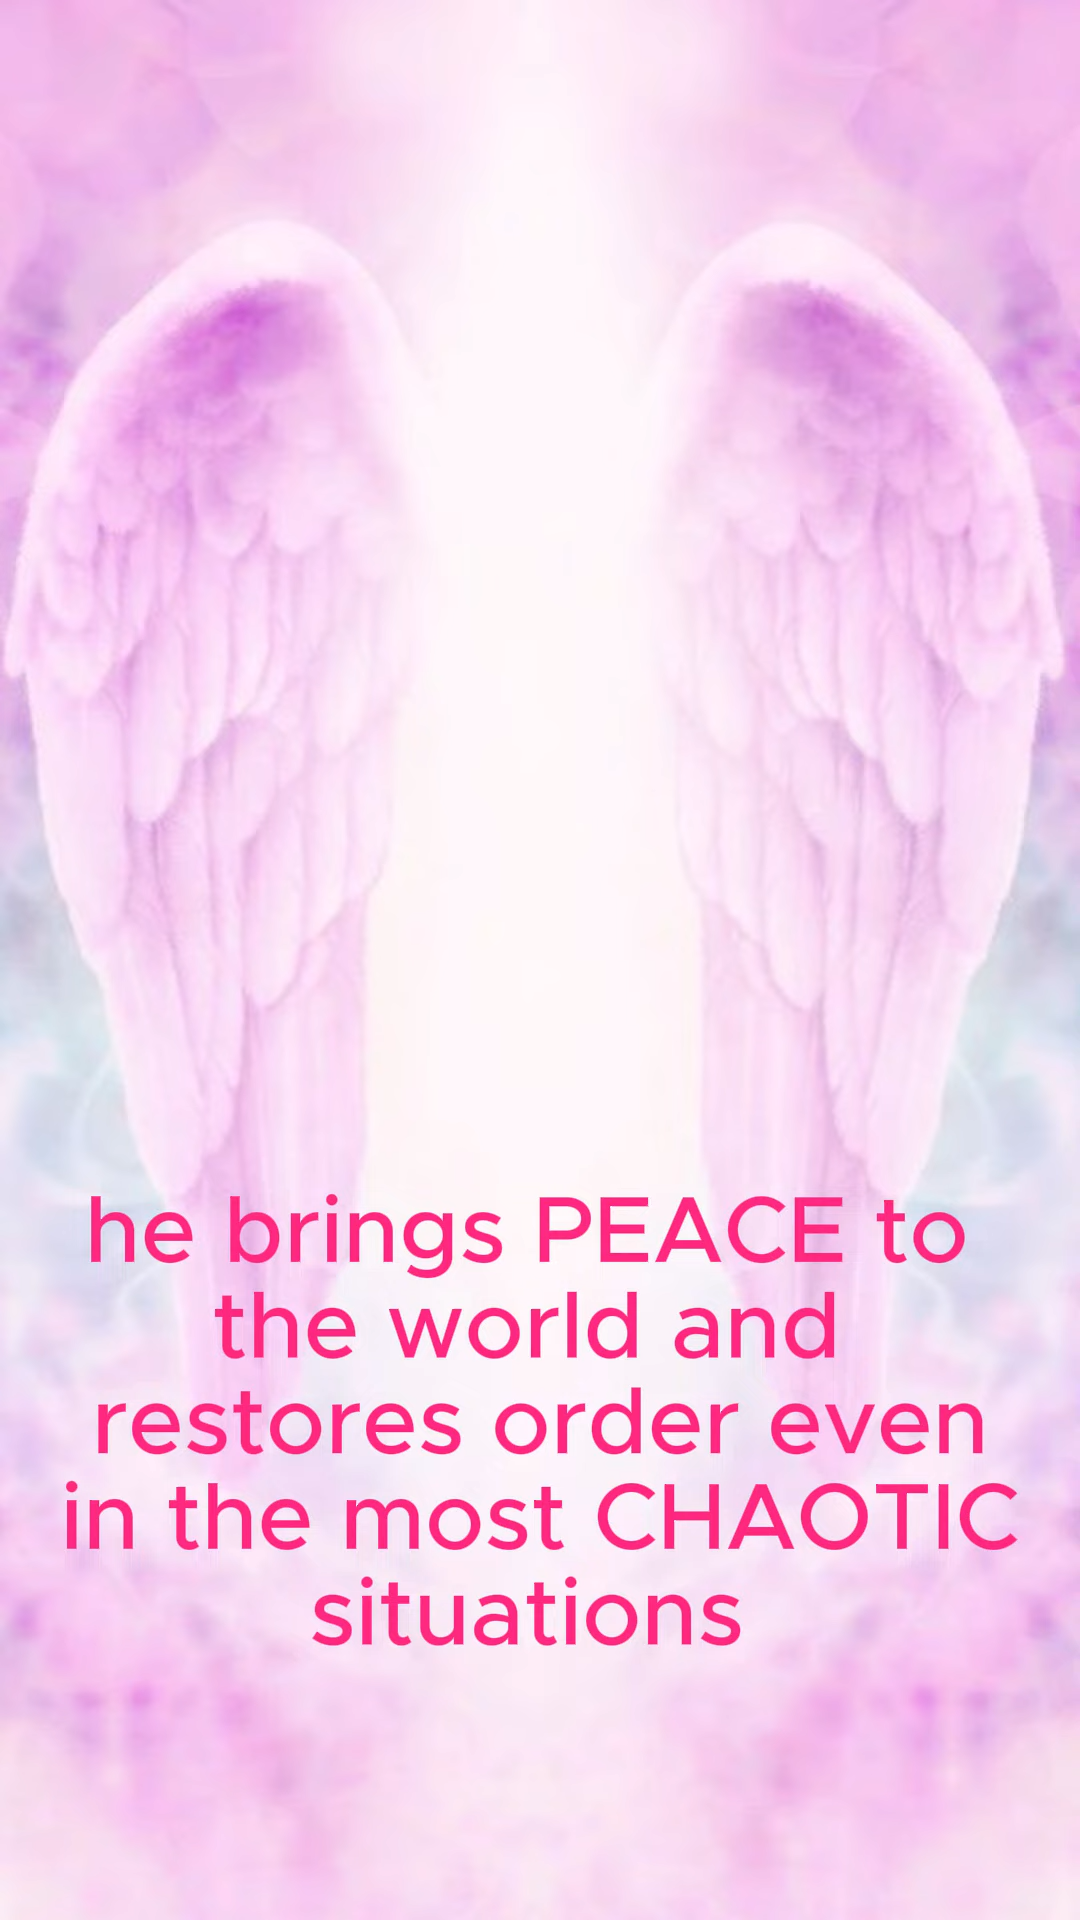 he brings PEACE to
the world and
restores order even
in the most CHAOTIC
situations